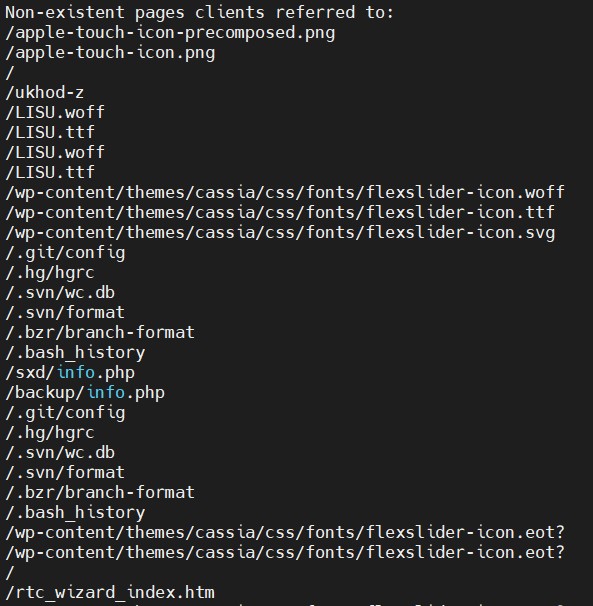 Non-existent pages clients referred to:
/apple-touch-icon-precomposed.png
/apple-touch-icon.png
/
/ukhod-z
/LISU.woff
/LISU.ttf
/LISU.woff
/LISU.ttf
/wp-content/themes/cassia/css/fonts/flexslider-icon.woff
/wp-content/themes/cassia/css/fonts/flexslider-icon.ttf
/wp-content/themes/cassia/css/fonts/flexslider-icon.svg
/.git/config
/.hg/hgrc
/.svn/wc.db
/.svn/format
/.bzr/branch-format
/.bash_history
/sxd/info.php
/backup/info.php
/.git/config
/.hg/hgrc
/.svn/wc.db
/.svn/format
/.bzr/branch-format
/.bash_history
/wp-content/themes/cassia/css/fonts/flexslider-icon.eot?
/wp-content/themes/cassia/css/fonts/flexslider-icon.eot?
/
/rtc_wizard_index.htm